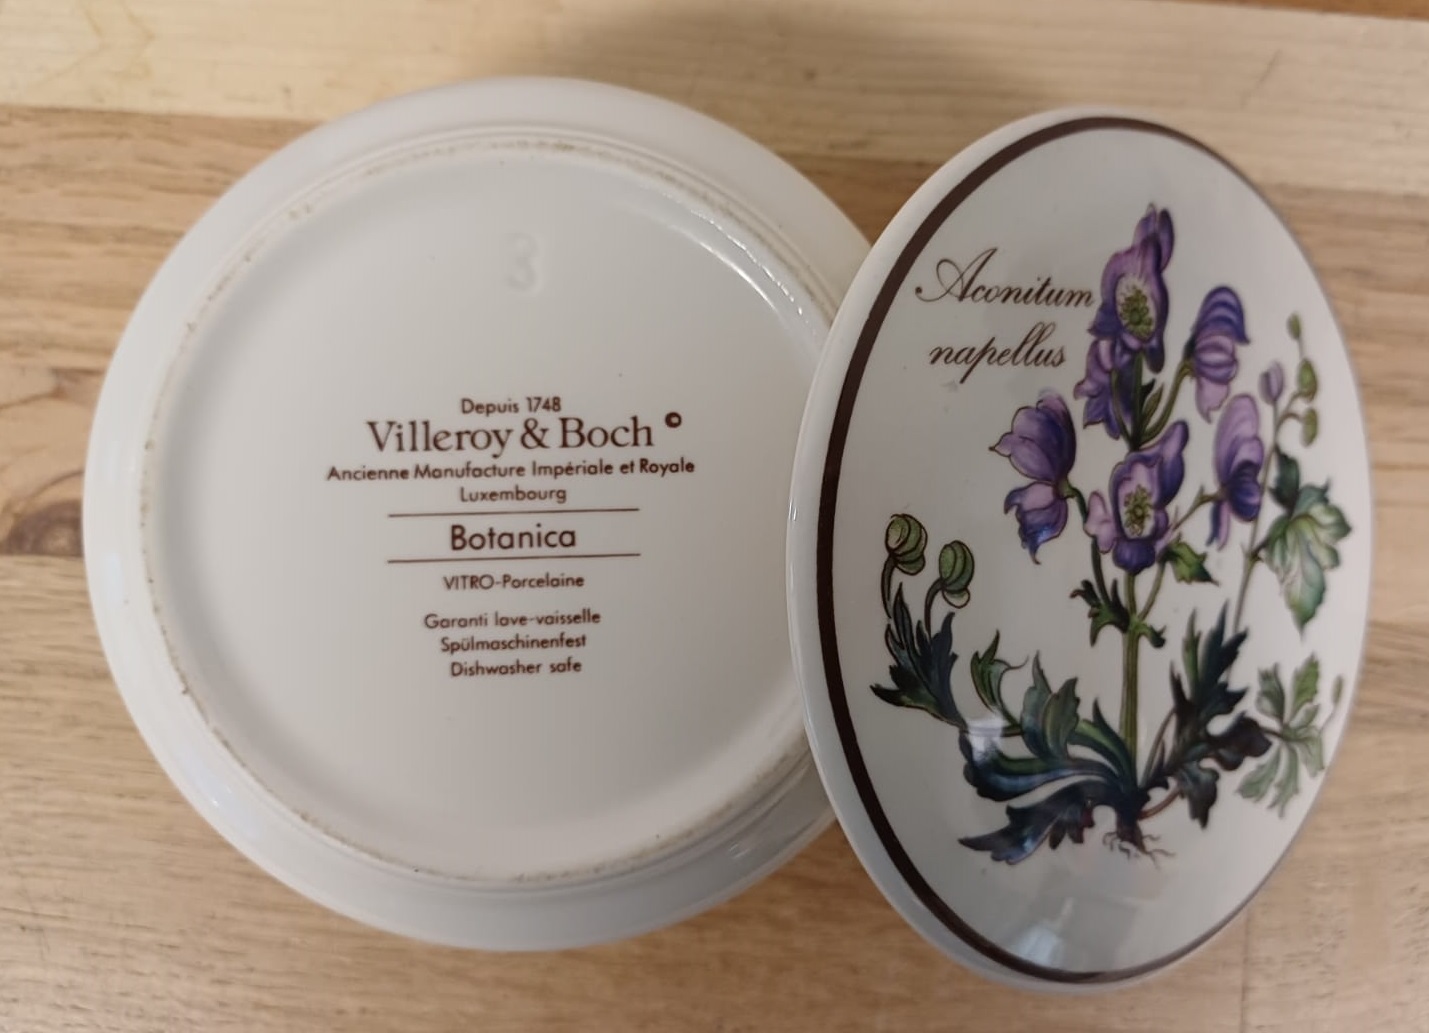 3
Depuis 1748
Villeroy & Boch ©
Ancienne Manufacture Impériale et Royale
Luxembourg
Botanica
VITRO-Porcelaine
Garanti lave-vaisselle
Spülmaschinenfest
Dishwasher safe
Aconitum
napellus